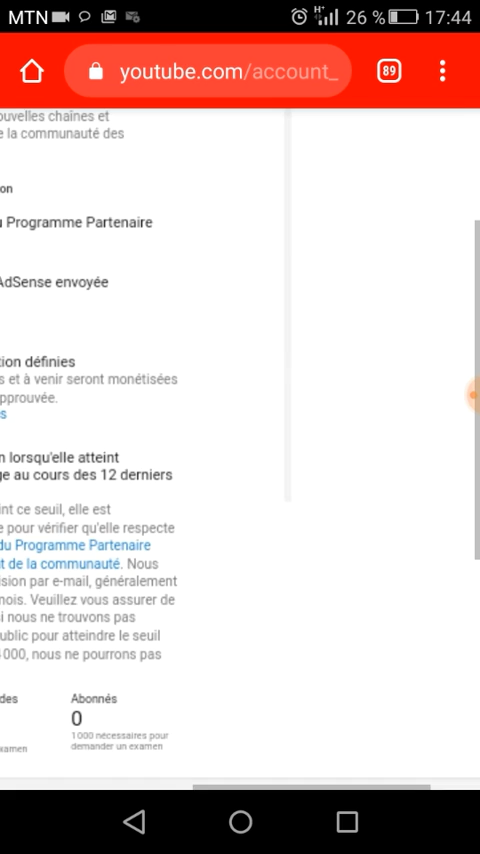 MTN H+ 26 % 17:44
youtube.com/account_ 89
ouvelles chaînes et
e la communauté des
on
u Programme Partenaire
AdSense envoyée
tion définies
s et à venir seront monétisées
pprouvée.
s
n lorsqu'elle atteint
ge au cours des 12 derniers
int ce seuil, elle est
e pour vérifier qu'elle respecte
du Programme Partenaire
t de la communauté. Nous
ision par e-mail, généralement
mois. Veuillez vous assurer de
i nous ne trouvons pas
ublic pour atteindre le seuil
4 000, nous ne pourrons pas
des Abonnés
0
1 000 nécessaires pour
examen demander un examen